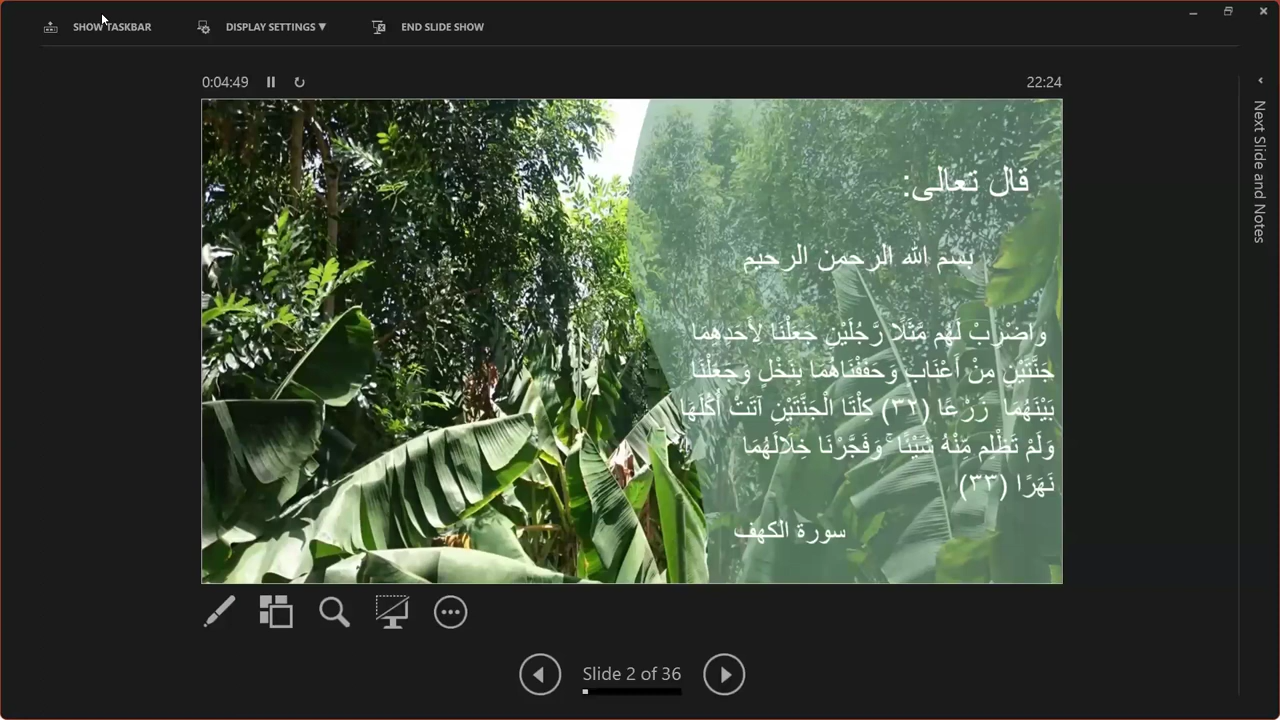 SHOW TASKBAR DISPLAY SETTINGS ▼ END SLIDE SHOW
0:04:49 22:24
Next Slide and Notes
قال تعالى:
بسم الله الرحمن الرحيم
واضْرِبْ لَهُم مَّثَلًا رَّجُلَيْنِ جَعَلْنَا لِأَحَدِهِمَا
جَنَّتَيْنِ مِنْ أَعْنَابٍ وَحَفَفْنَاهُمَا بِنَخْلٍ وَجَعَلْنَا
بَيْنَهُمَا زَرْعًا (٣٢) كِلْتَا الْجَنَّتَيْنِ آتَتْ أُكُلَهَا
وَلَمْ تَظْلِم مِّنْهُ شَيْئًا ۚ وَفَجَّرْنَا خِلَالَهُمَا
نَهَرًا (٣٣)
سورة الكهف
Slide 2 of 36